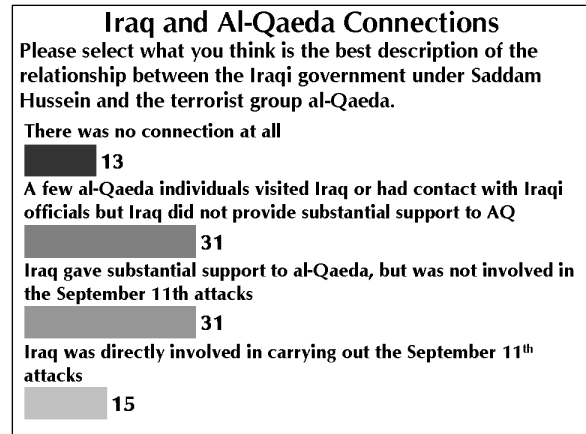 Iraq and Al-Qaeda Connections
Please select what you think is the best description of the
relationship between the Iraqi government under Saddam
Hussein and the terrorist group al-Qaeda.
There was no connection at all
13
A few al-Qaeda individuals visited Iraq or had contact with Iraqi
officials but Iraq did not provide substantial support to AQ
31
Iraq gave substantial support to al-Qaeda, but was not involved in
the September 11th attacks
31
Iraq was directly involved in carrying out the September 11th
attacks
15